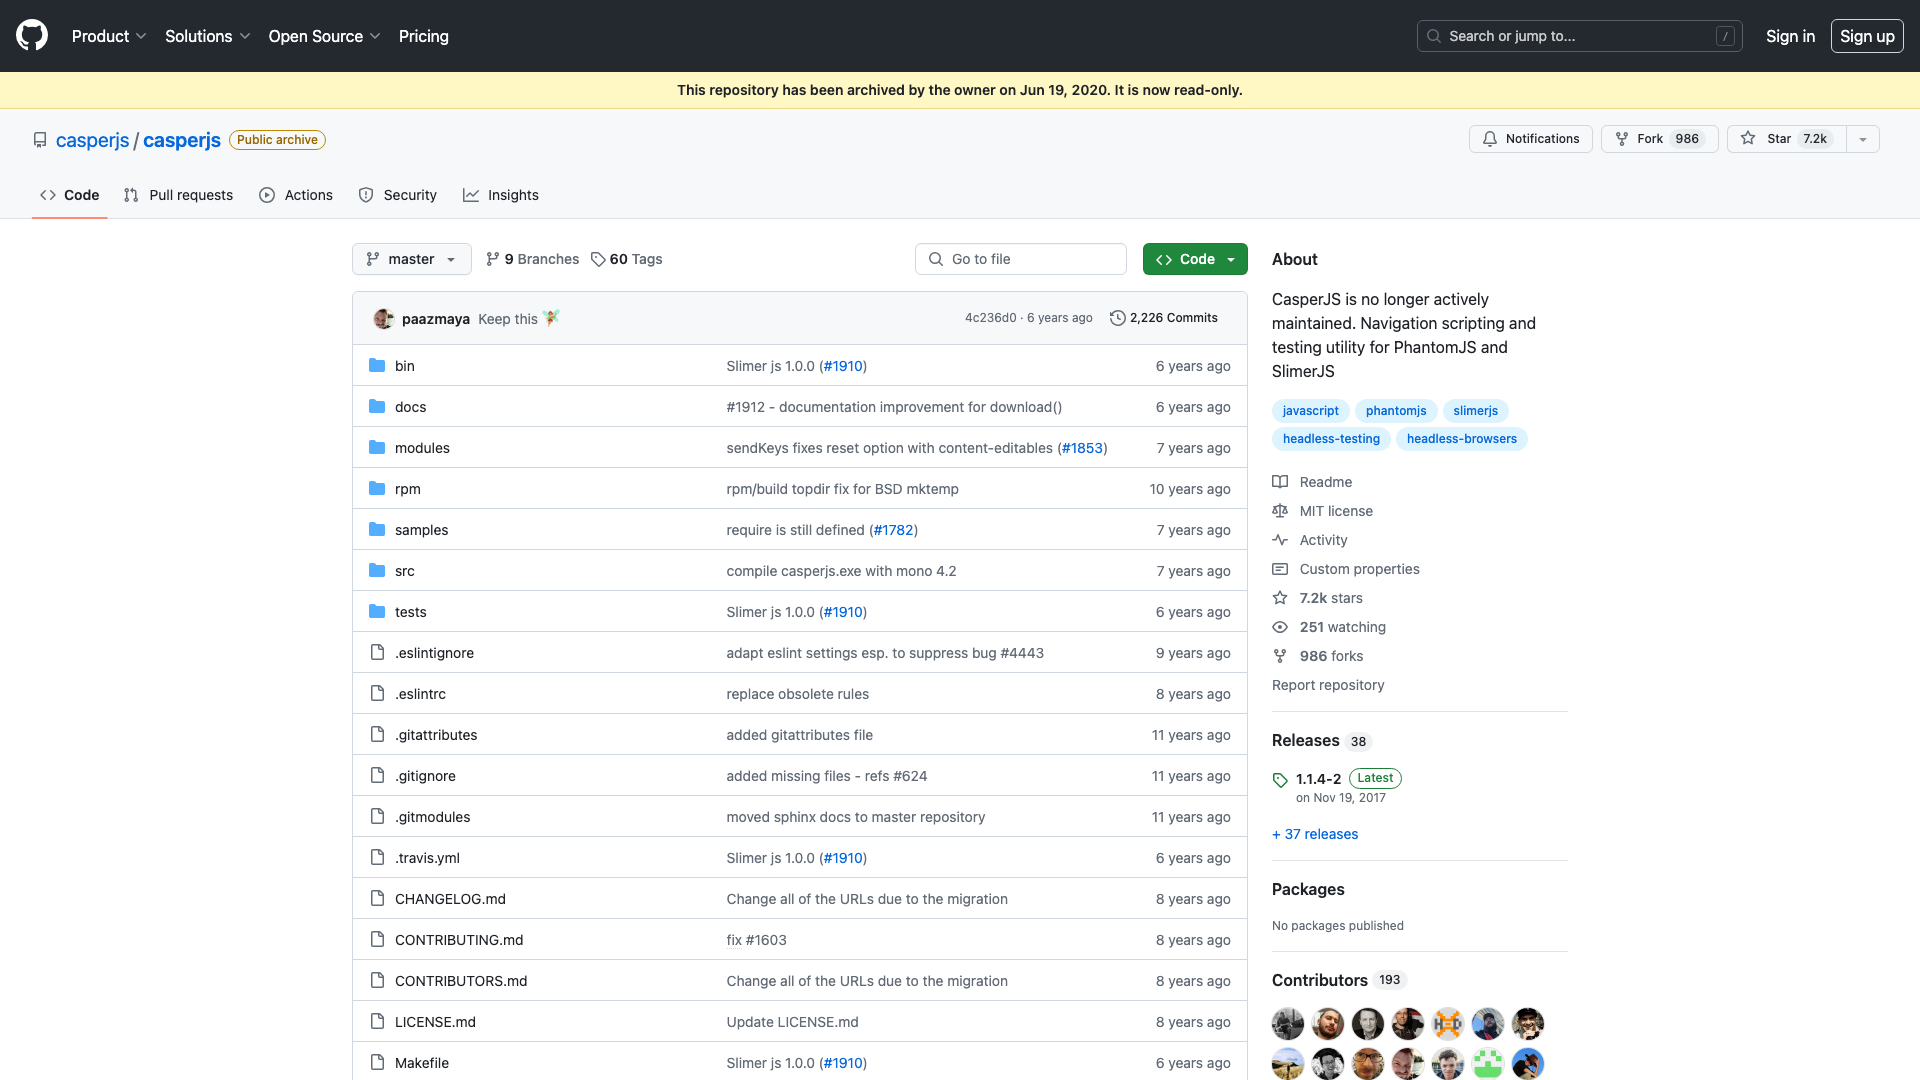 Product Solutions Open Source Pricing Search or jump to... / Sign in Sign up
This repository has been archived by the owner on Jun 19, 2020. It is now read-only.
casperjs / casperjs Public archive Notifications Fork 986 Star 7.2k
Code Pull requests Actions Security Insights
master 9 Branches 60 Tags Go to file Code
paazmaya Keep this 🧚 4c236d0 · 6 years ago 2,226 Commits
bin Slimer js 1.0.0 (#1910) 6 years ago
docs #1912 - documentation improvement for download() 6 years ago
modules sendKeys fixes reset option with content-editables (#1853) 7 years ago
rpm rpm/build topdir fix for BSD mktemp 10 years ago
samples require is still defined (#1782) 7 years ago
src compile casperjs.exe with mono 4.2 7 years ago
tests Slimer js 1.0.0 (#1910) 6 years ago
.eslintignore adapt eslint settings esp. to suppress bug #4443 9 years ago
.eslintrc replace obsolete rules 8 years ago
.gitattributes added gitattributes file 11 years ago
.gitignore added missing files - refs #624 11 years ago
.gitmodules moved sphinx docs to master repository 11 years ago
.travis.yml Slimer js 1.0.0 (#1910) 6 years ago
CHANGELOG.md Change all of the URLs due to the migration 8 years ago
CONTRIBUTING.md fix #1603 8 years ago
CONTRIBUTORS.md Change all of the URLs due to the migration 8 years ago
LICENSE.md Update LICENSE.md 8 years ago
Makefile Slimer js 1.0.0 (#1910) 6 years ago
About
CasperJS is no longer actively
maintained. Navigation scripting and
testing utility for PhantomJS and
SlimerJS
javascript phantomjs slimerjs
headless-testing headless-browsers
Readme
MIT license
Activity
Custom properties
7.2k stars
251 watching
986 forks
Report repository
Releases 38
1.1.4-2 Latest
on Nov 19, 2017
+ 37 releases
Packages
No packages published
Contributors 193